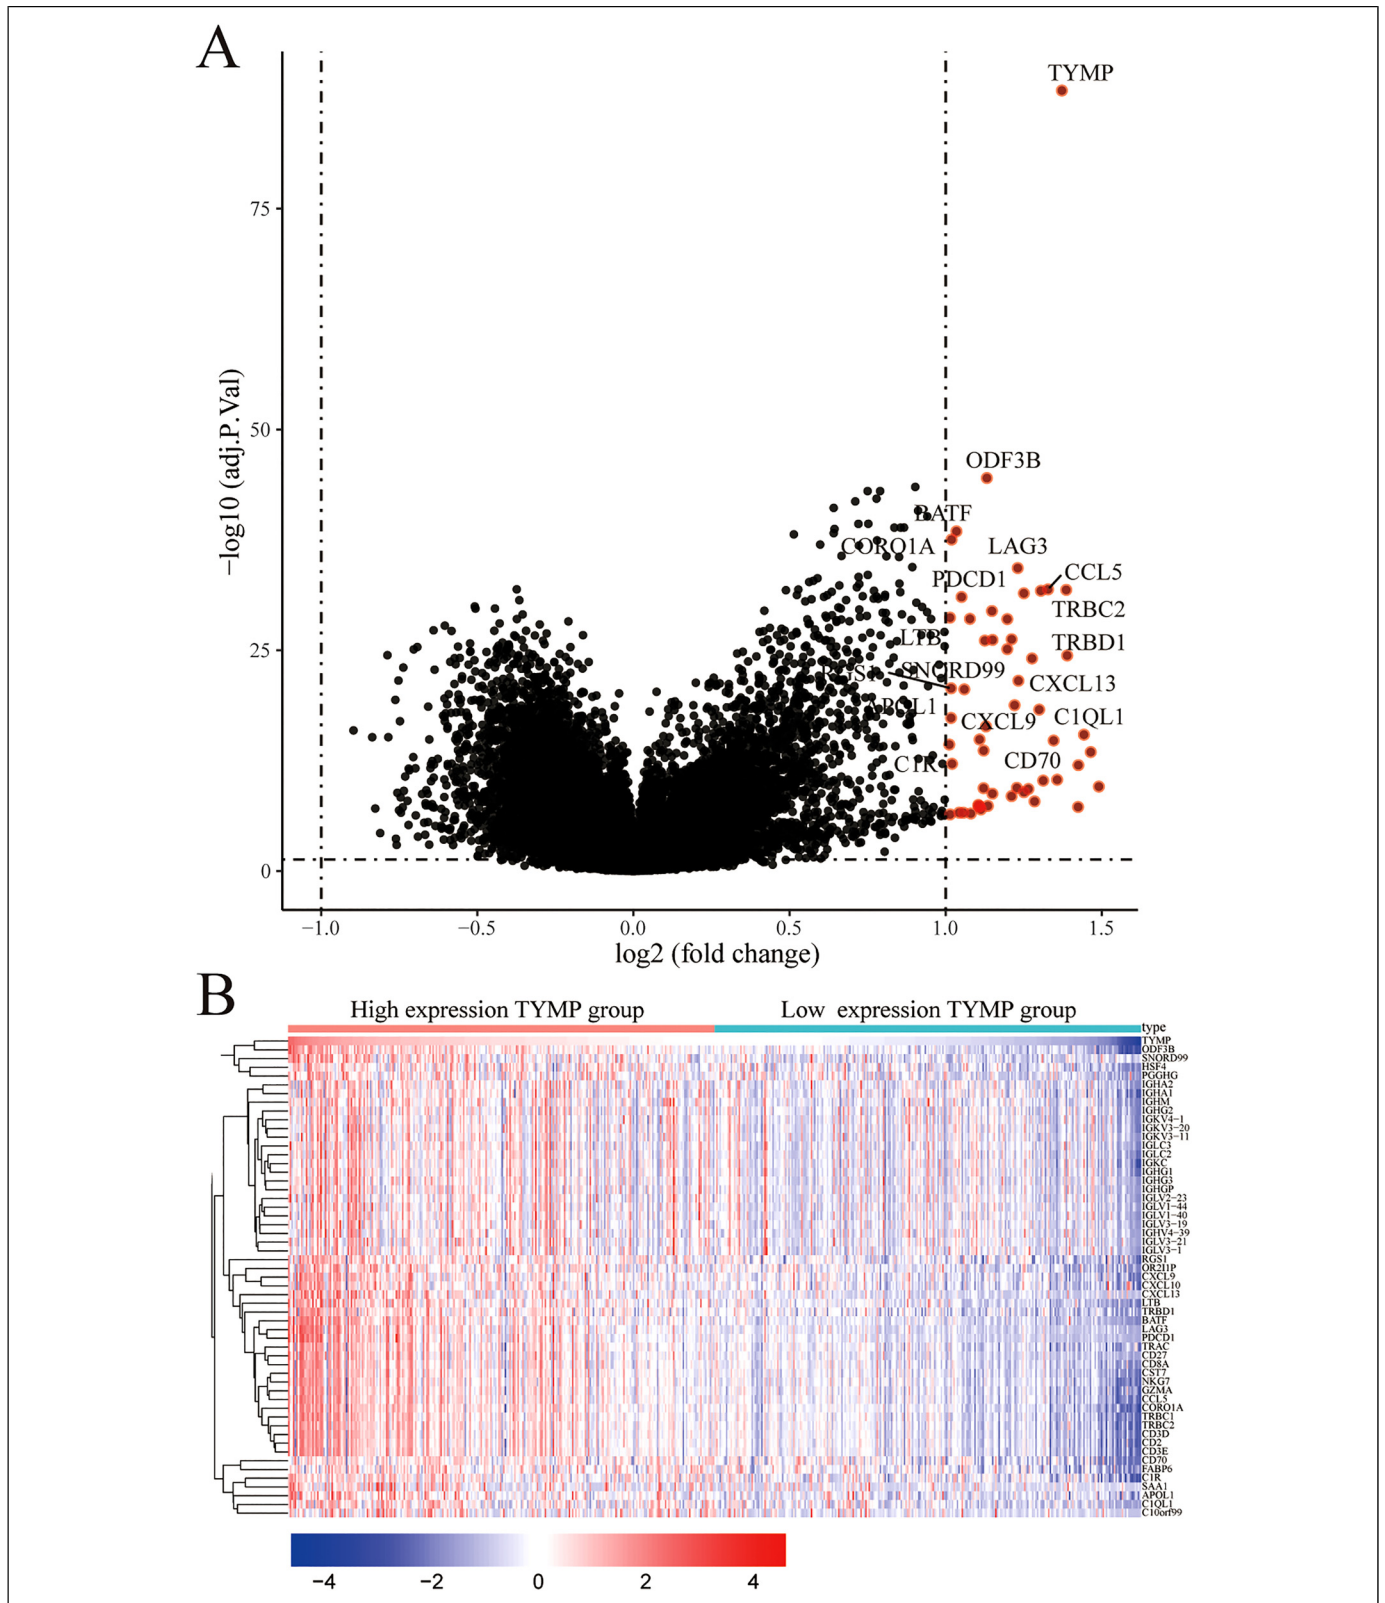 A
TYMP
75
50
ODF3B
BATF
CORO1A
LAG3
PDCD1
CCL5
TRBC2
LTB
TRBD1
25
RGS1
SNORD99
CXCL13
APOL1
CXCL9
C1QL1
C1R
CD70
0
−log10 (adj.P.Val)
−1.0 −0.5 0.0 0.5 1.0 1.5
log2 (fold change)
B
High expression TYMP group Low expression TYMP group
type
TYMP
ODF3B
SNORD99
HSF4
PGGHG
IGHA2
IGHA1
IGHM
IGHG2
IGKV4−1
IGKV3−20
IGKV3−11
IGLC3
IGLC2
IGKC
IGHG1
IGHG3
IGHGP
IGLV2−23
IGLV1−44
IGLV1−40
IGLV3−19
IGHV4−39
IGLV3−21
IGLV3−1
RGS1
OR2I1P
CXCL9
CXCL10
CXCL13
LTB
TRBD1
BATF
LAG3
PDCD1
TRAC
CD27
CD8A
CST7
NKG7
GZMA
CCL5
CORO1A
TRBC1
TRBC2
CD3D
CD2
CD3E
CD70
FABP6
C1R
SAA1
APOL1
C1QL1
C10orf99
−4 −2 0 2 4